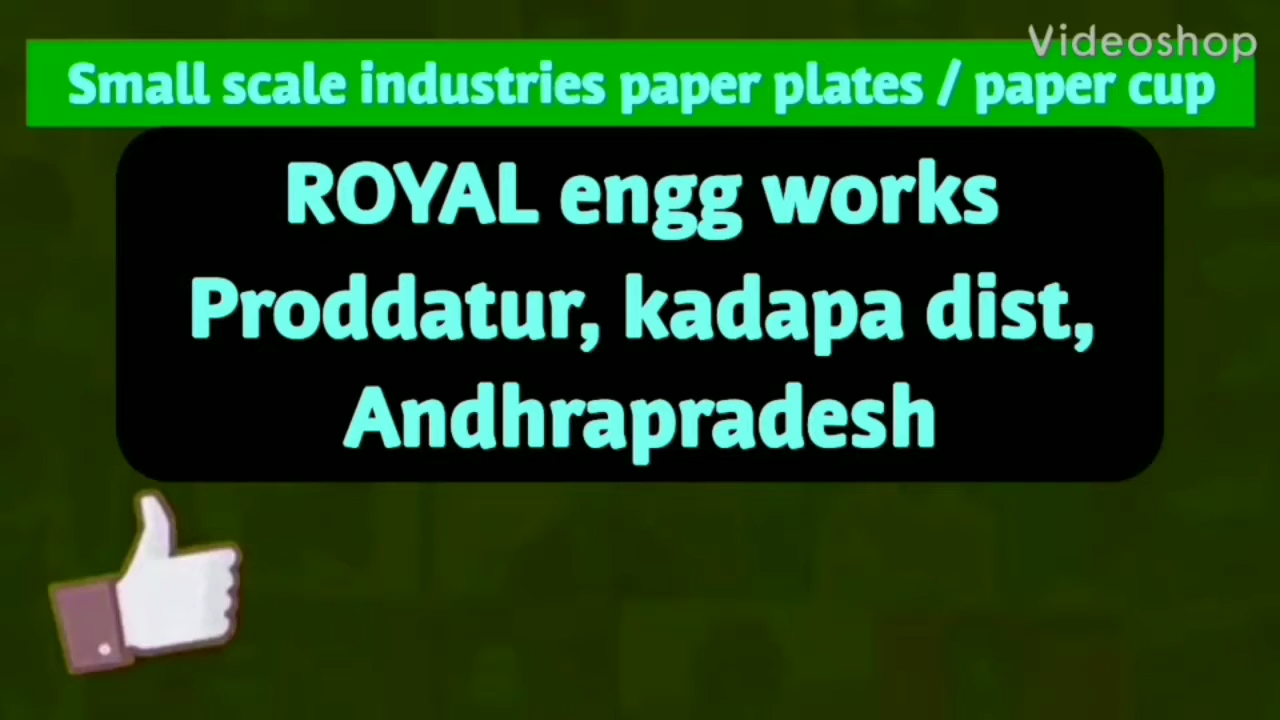 Videoshop
Small scale industries paper plates / paper cup
ROYAL engg works
Proddatur, kadapa dist,
Andhrapradesh